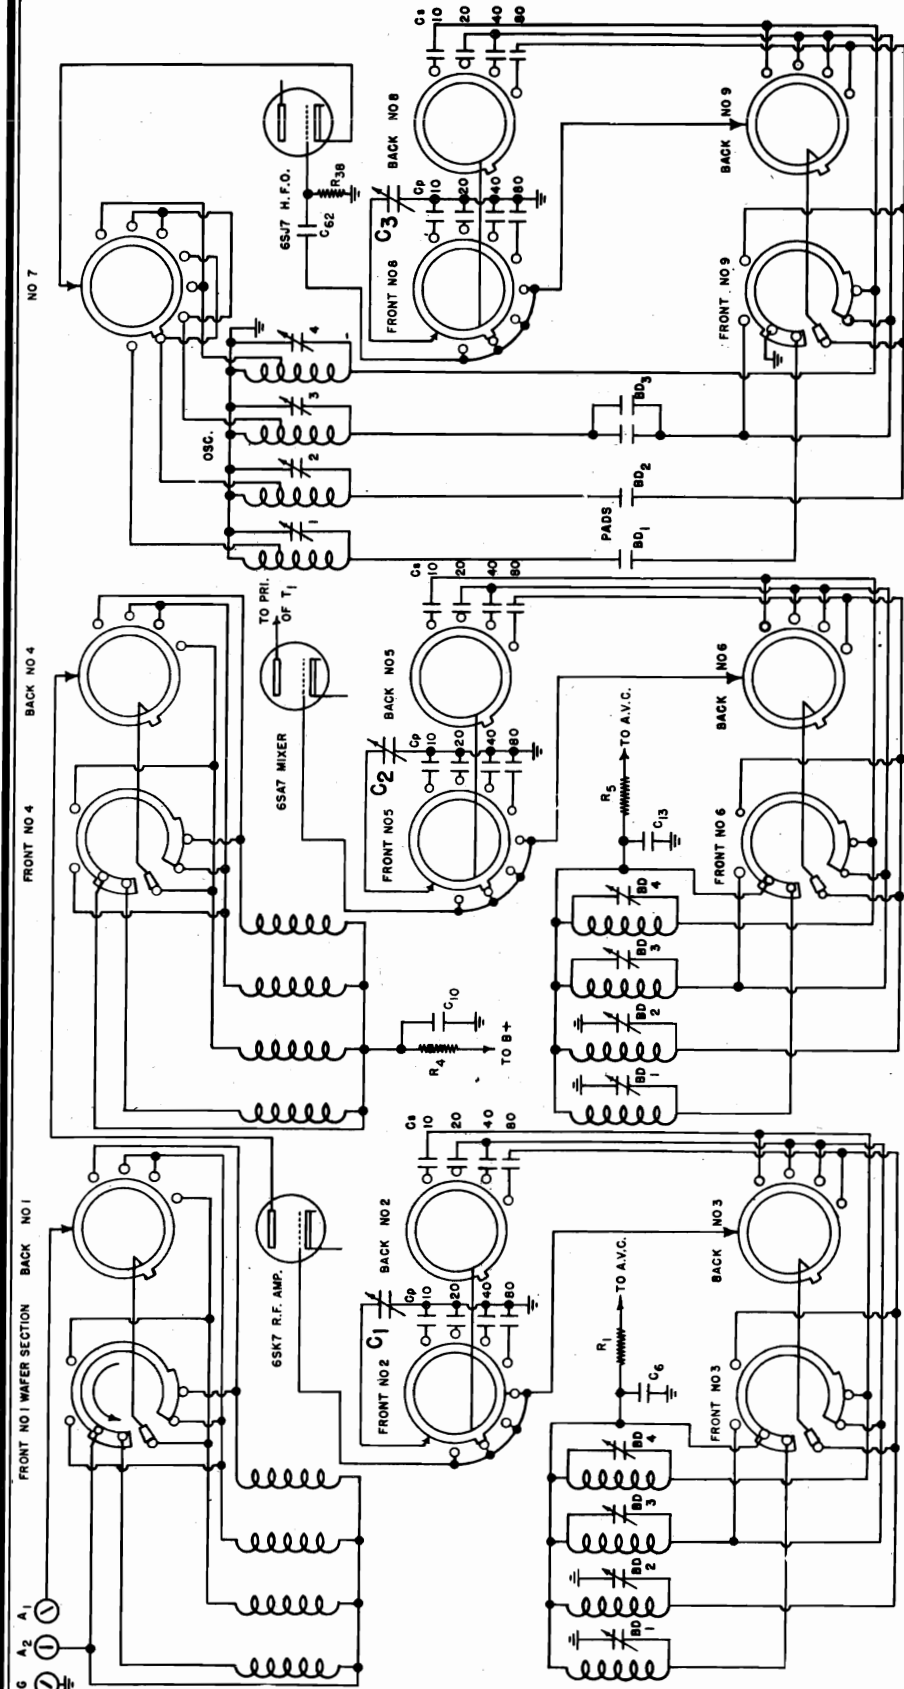 G
A2
A1
FRONT NO 1 WAFER SECTION
BACK NO 1
FRONT NO 4
BACK NO 4
NO 7
6SK7 R.F. AMP.
6SA7 MIXER
TO PRI.
OF T1
OSC.
1
2
3
4
6SJ7 H.F.O.
C62
R38
C1
FRONT NO 2
Cp
10
20
40
80
BACK NO 2
Cs
10
20
40
80
R4
C10
TO B+
C2
FRONT NO 5
Cp
10
20
40
80
BACK NO 5
Cs
10
20
40
80
C3
FRONT NO 8
Cp
10
20
40
80
BACK NO 8
Cs
10
20
40
80
BD
1
BD
2
BD
3
BD
4
R1
C6
TO A.V.C.
FRONT NO 3
BACK NO 3
BD
1
BD
2
BD
3
BD
4
R5
C13
TO A.V.C.
FRONT NO 6
BACK NO 6
PADS
BD1
BD2
BD3
FRONT NO 9
BACK NO 9